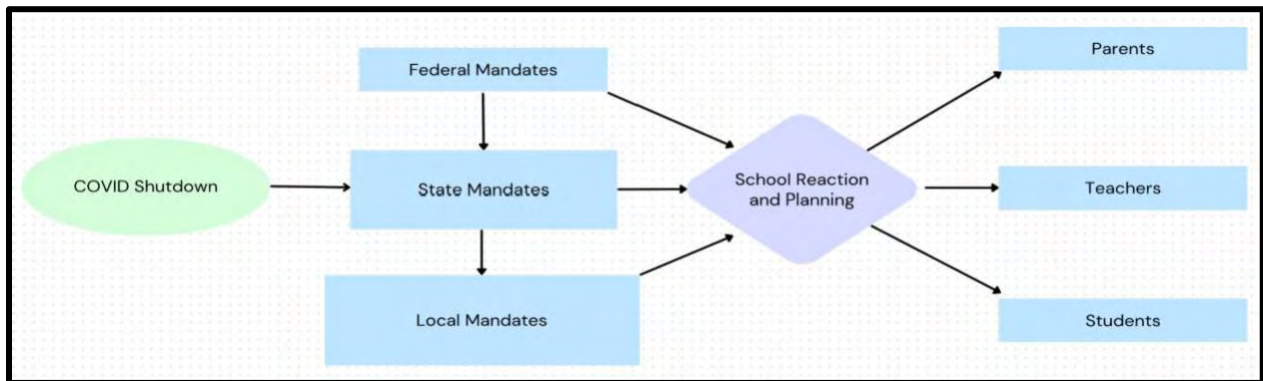 COVID Shutdown
Federal Mandates
State Mandates
Local Mandates
School Reaction
and Planning
Parents
Teachers
Students